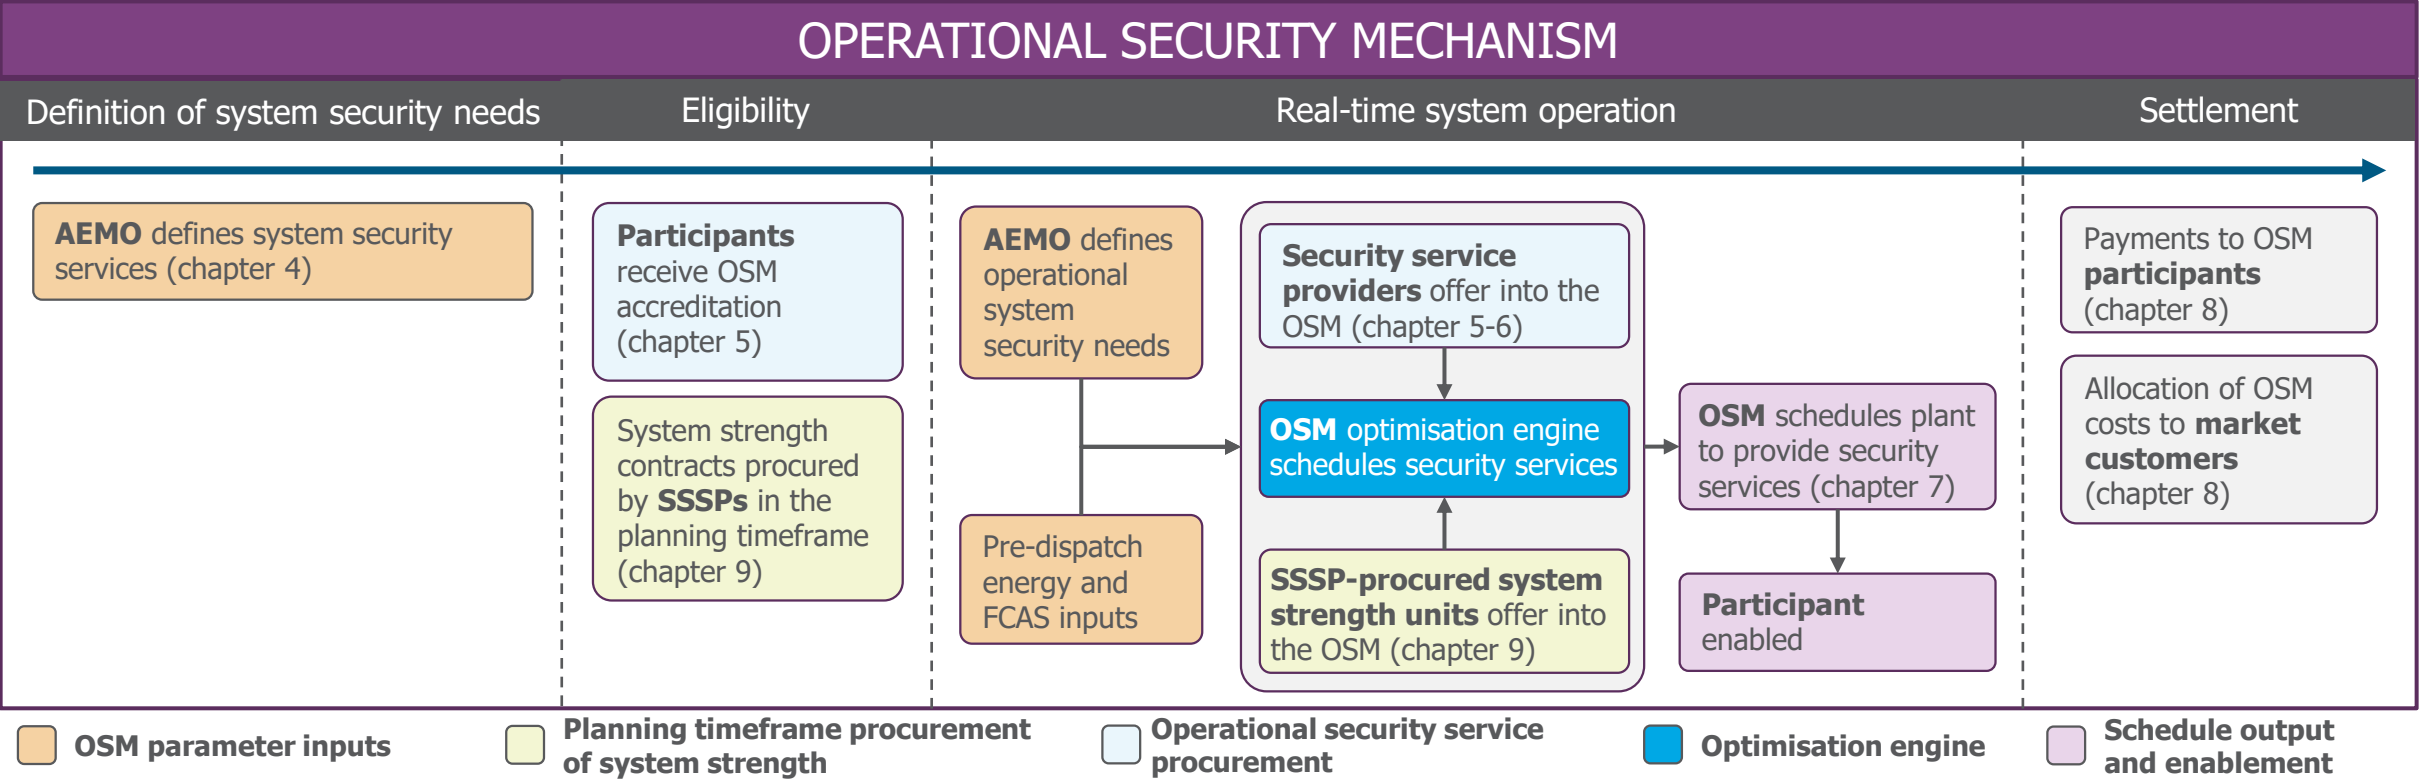 OPERATIONAL SECURITY MECHANISM
Definition of system security needs
Eligibility
Real-time system operation
Settlement
AEMO defines system security
services (chapter 4)
Participants
receive OSM
accreditation
(chapter 5)
System strength
contracts procured
by SSSPs in the
planning timeframe
(chapter 9)
AEMO defines
operational
system
security needs
Pre-dispatch
energy and
FCAS inputs
Security service
providers offer into the
OSM (chapter 5-6)
OSM optimisation engine
schedules security services
SSSP-procured system
strength units offer into
the OSM (chapter 9)
OSM schedules plant
to provide security
services (chapter 7)
Participant
enabled
Payments to OSM
participants
(chapter 8)
Allocation of OSM
costs to market
customers
(chapter 8)
OSM parameter inputs
Planning timeframe procurement
of system strength
Operational security service
procurement
Optimisation engine
Schedule output
and enablement